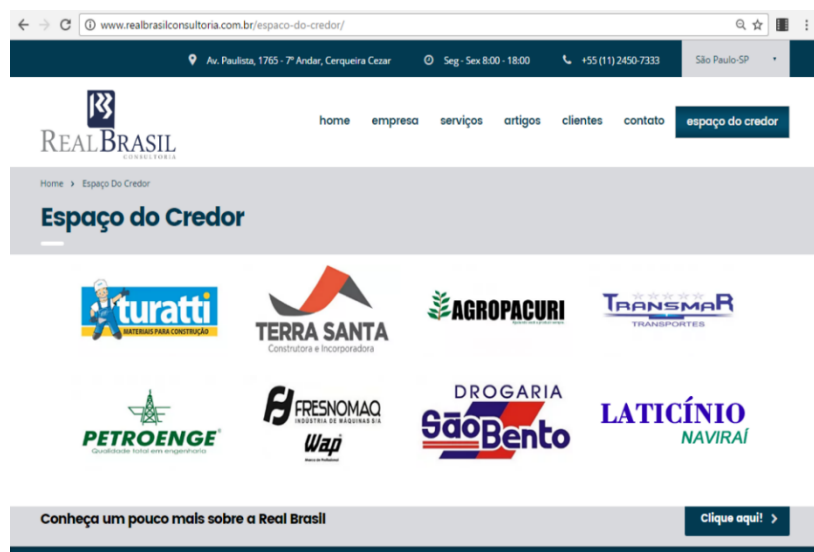 www.realbrasilconsultoria.com.br/espaco-do-credor/
Av. Paulista, 1765 - 7º Andar, Cerqueira Cezar Seg - Sex 8:00 - 18:00 +55 (11) 2450-7333 São Paulo-SP
REALBRASIL
CONSULTORIA
home empresa serviços artigos clientes contato espaço do credor
Home > Espaço Do Credor
Espaço do Credor
turatti
MATERIAIS PARA CONSTRUÇÃO
TERRA SANTA
Construtora e Incorporadora
AGROPACURI
TRANSMAR
TRANSPORTES
PETROENGE
Qualidade total em engenharia
FRESNOMAQ
INDÚSTRIA DE MÁQUINAS S/A
Wap
DROGARIA
São Bento
LATICÍNIO
NAVIRAÍ
Conheça um pouco mais sobre a Real Brasil Clique aqui! >